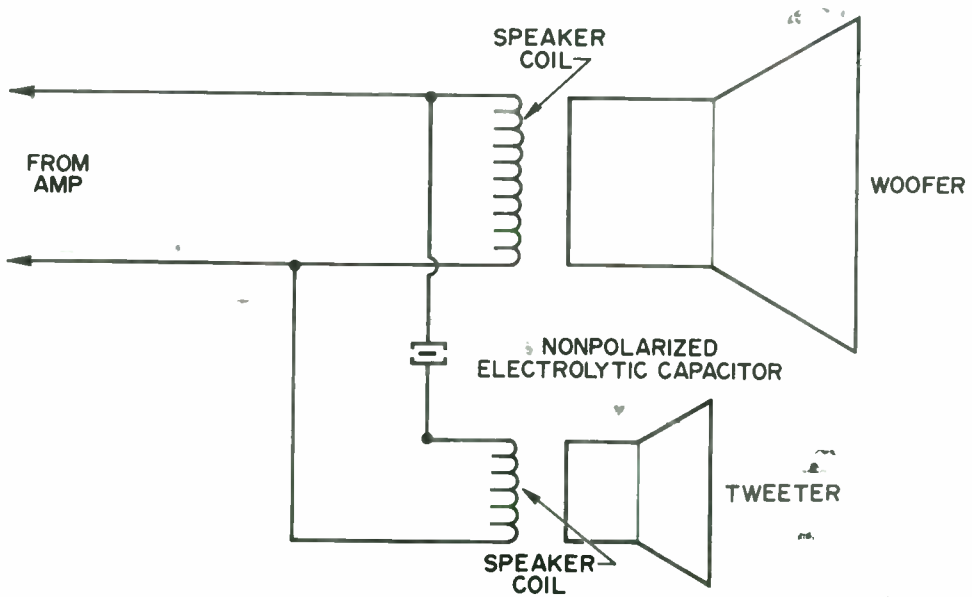 SPEAKER
COIL
FROM
AMP
WOOFER
NONPOLARIZED
ELECTROLYTIC CAPACITOR
TWEETER
SPEAKER
COIL